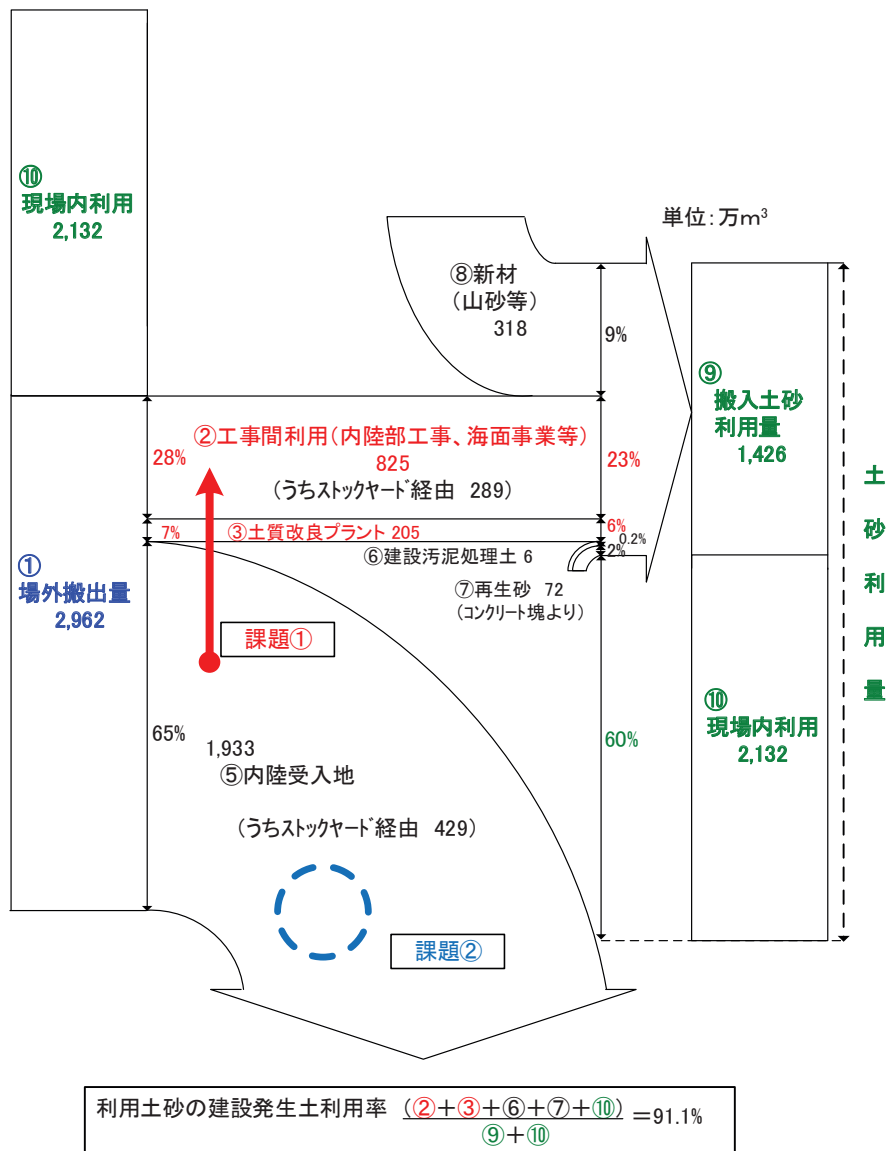 ⑩
現場内利用
2,132
単位：万m³
⑧新材
（山砂等）
318
9%
⑨
搬入土砂
利用量
1,426
②工事間利用（内陸部工事、海面事業等）
825
（うちストックヤード経由 289）
28%
23%
③土質改良プラント 205
7%
6%
0.2%
2%
⑥建設汚泥処理土 6
⑦再生砂 72
（コンクリート塊より）
①
場外搬出量
2,962
課題①
65%
1,933
⑤内陸受入地
（うちストックヤード経由 429）
60%
⑩
現場内利用
2,132
土
砂
利
用
量
課題②
利用土砂の建設発生土利用率 (②＋③＋⑥＋⑦＋⑩) ＝91.1%
⑨＋⑩